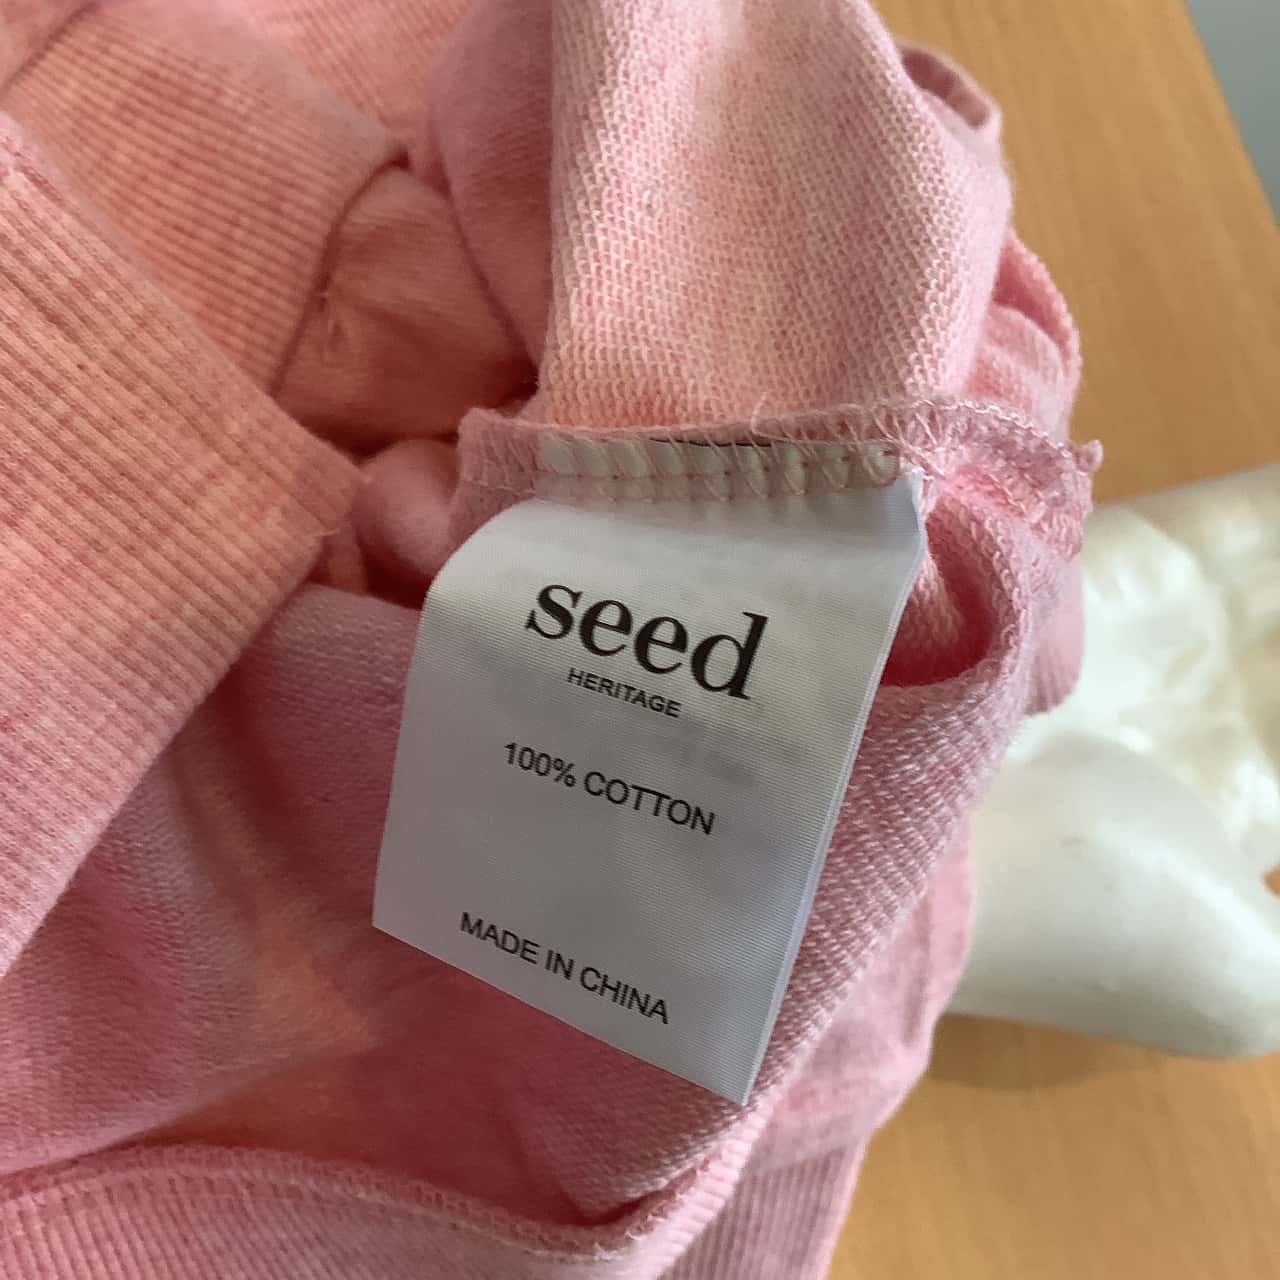 seed
HERITAGE
100% COTTON
MADE IN CHINA